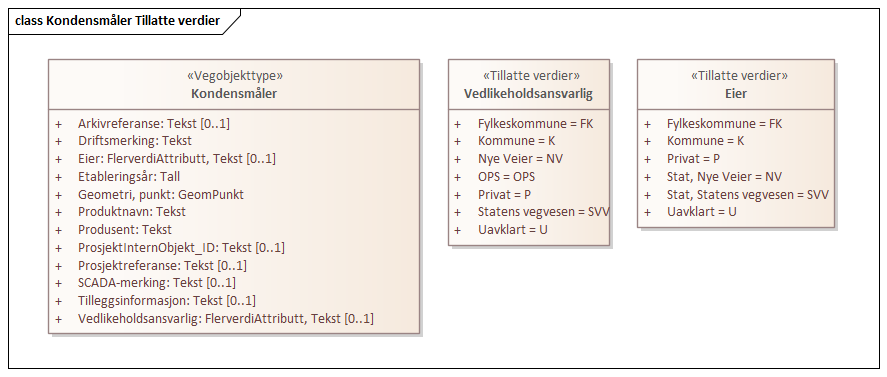 class Kondensmåler Tillatte verdier
«Vegobjekttype»
Kondensmåler
+ Arkivreferanse: Tekst [0..1]
+ Driftsmerking: Tekst
+ Eier: FlerverdiAttributt, Tekst [0..1]
+ Etableringsår: Tall
+ Geometri, punkt: GeomPunkt
+ Produktnavn: Tekst
+ Produsent: Tekst
+ ProsjektInternObjekt_ID: Tekst [0..1]
+ Prosjektreferanse: Tekst [0..1]
+ SCADA-merking: Tekst [0..1]
+ Tilleggsinformasjon: Tekst [0..1]
+ Vedlikeholdsansvarlig: FlerverdiAttributt, Tekst [0..1]
«Tillatte verdier»
Vedlikeholdsansvarlig
+ Fylkeskommune = FK
+ Kommune = K
+ Nye Veier = NV
+ OPS = OPS
+ Privat = P
+ Statens vegvesen = SVV
+ Uavklart = U
«Tillatte verdier»
Eier
+ Fylkeskommune = FK
+ Kommune = K
+ Privat = P
+ Stat, Nye Veier = NV
+ Stat, Statens vegvesen = SVV
+ Uavklart = U